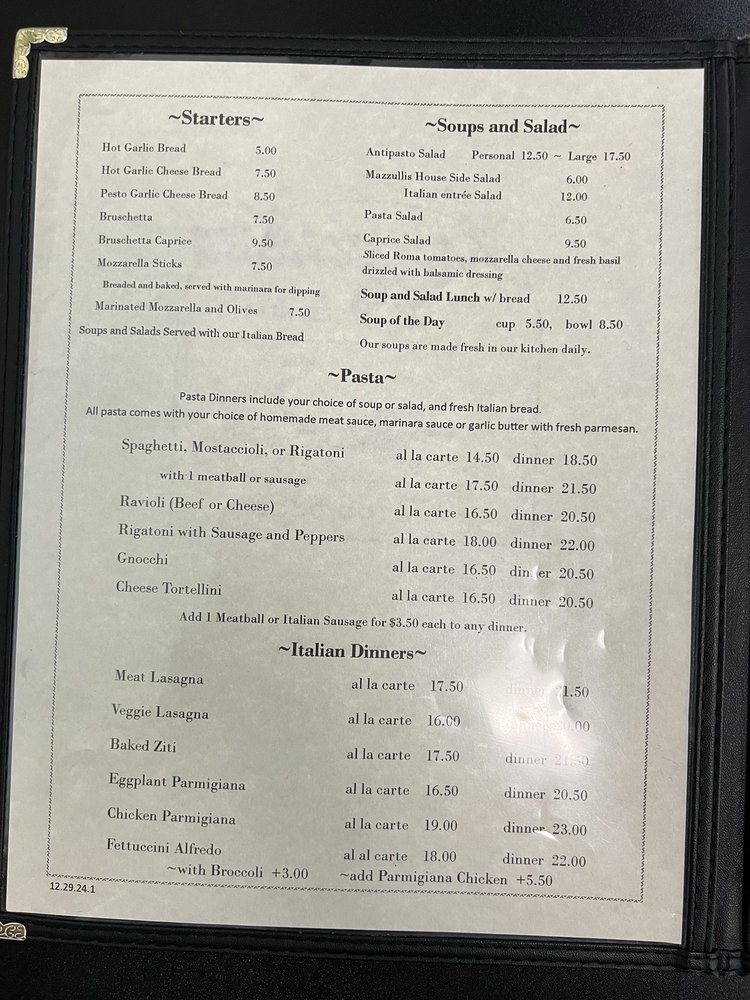 ~Starters~
Hot Garlic Bread 5.00
Hot Garlic Cheese Bread 7.50
Pesto Garlic Cheese Bread 8.50
Bruschetta 7.50
Bruschetta Caprice 9.50
Mozzarella Sticks 7.50
Breaded and baked, served with marinara for dipping
Marinated Mozzarella and Olives 7.50
Soups and Salads Served with our Italian Bread
~Soups and Salad~
Antipasto Salad Personal 12.50 ~ Large 17.50
Mazzullis House Side Salad 6.00
Italian entrée Salad 12.00
Pasta Salad 6.50
Caprice Salad 9.50
Sliced Roma tomatoes, mozzarella cheese and fresh basil
drizzled with balsamic dressing
Soup and Salad Lunch w/ bread 12.50
Soup of the Day cup 5.50, bowl 8.50
Our soups are made fresh in our kitchen daily.
~Pasta~
Pasta Dinners include your choice of soup or salad, and fresh Italian bread.
All pasta comes with your choice of homemade meat sauce, marinara sauce or garlic butter with fresh parmesan.
Spaghetti, Mostaccioli, or Rigatoni al la carte 14.50 dinner 18.50
with 1 meatball or sausage al la carte 17.50 dinner 21.50
Ravioli (Beef or Cheese) al la carte 16.50 dinner 20.50
Rigatoni with Sausage and Peppers al la carte 18.00 dinner 22.00
Gnocchi al la carte 16.50 dinner 20.50
Cheese Tortellini al la carte 16.50 dinner 20.50
Add 1 Meatball or Italian Sausage for $3.50 each to any dinner.
~Italian Dinners~
Meat Lasagna al la carte 17.50 dinner 21.50
Veggie Lasagna al la carte 16.00
Baked Ziti al la carte 17.50 dinner 21.50
Eggplant Parmigiana al la carte 16.50 dinner 20.50
Chicken Parmigiana al la carte 19.00 dinner 23.00
Fettuccini Alfredo al al carte 18.00 dinner 22.00
~with Broccoli +3.00 ~add Parmigiana Chicken +5.50
12.29.24.1